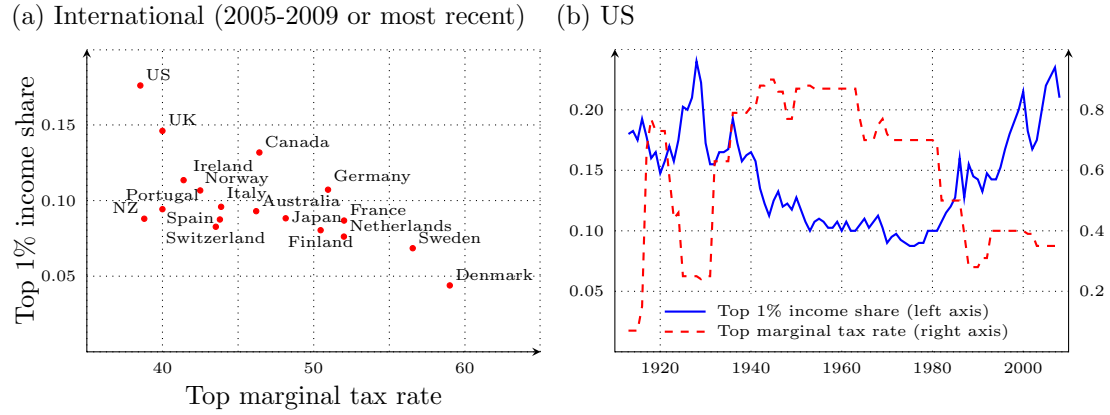 (a) International (2005-2009 or most recent)
Top 1% income share
0.15
0.10
0.05
US
UK
Canada
Ireland
Norway
Germany
Portugal
Italy
Australia
NZ
Spain
Japan
France
Switzerland
Finland
Netherlands
Sweden
Denmark
40
50
60
Top marginal tax rate
(b) US
0.20
0.15
0.10
0.05
0.8
0.6
0.4
0.2
Top 1% income share (left axis)
Top marginal tax rate (right axis)
1920
1940
1960
1980
2000